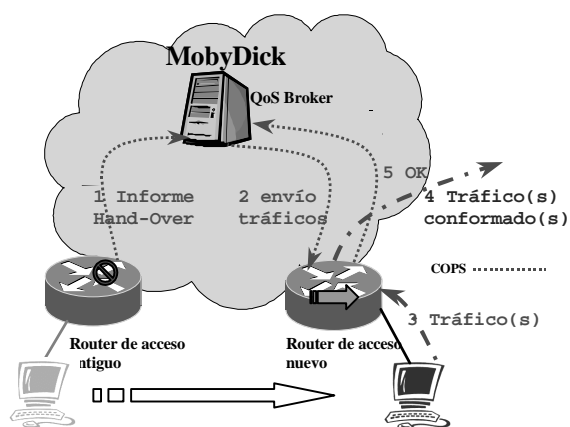 MobyDick
QoS Broker
5 OK
1 Informe
Hand-Over
2 envío
tráficos
4 Tráfico(s)
conformado(s)
COPS
3 Tráfico(s)
Router de acceso
ntiguo
Router de acceso
nuevo